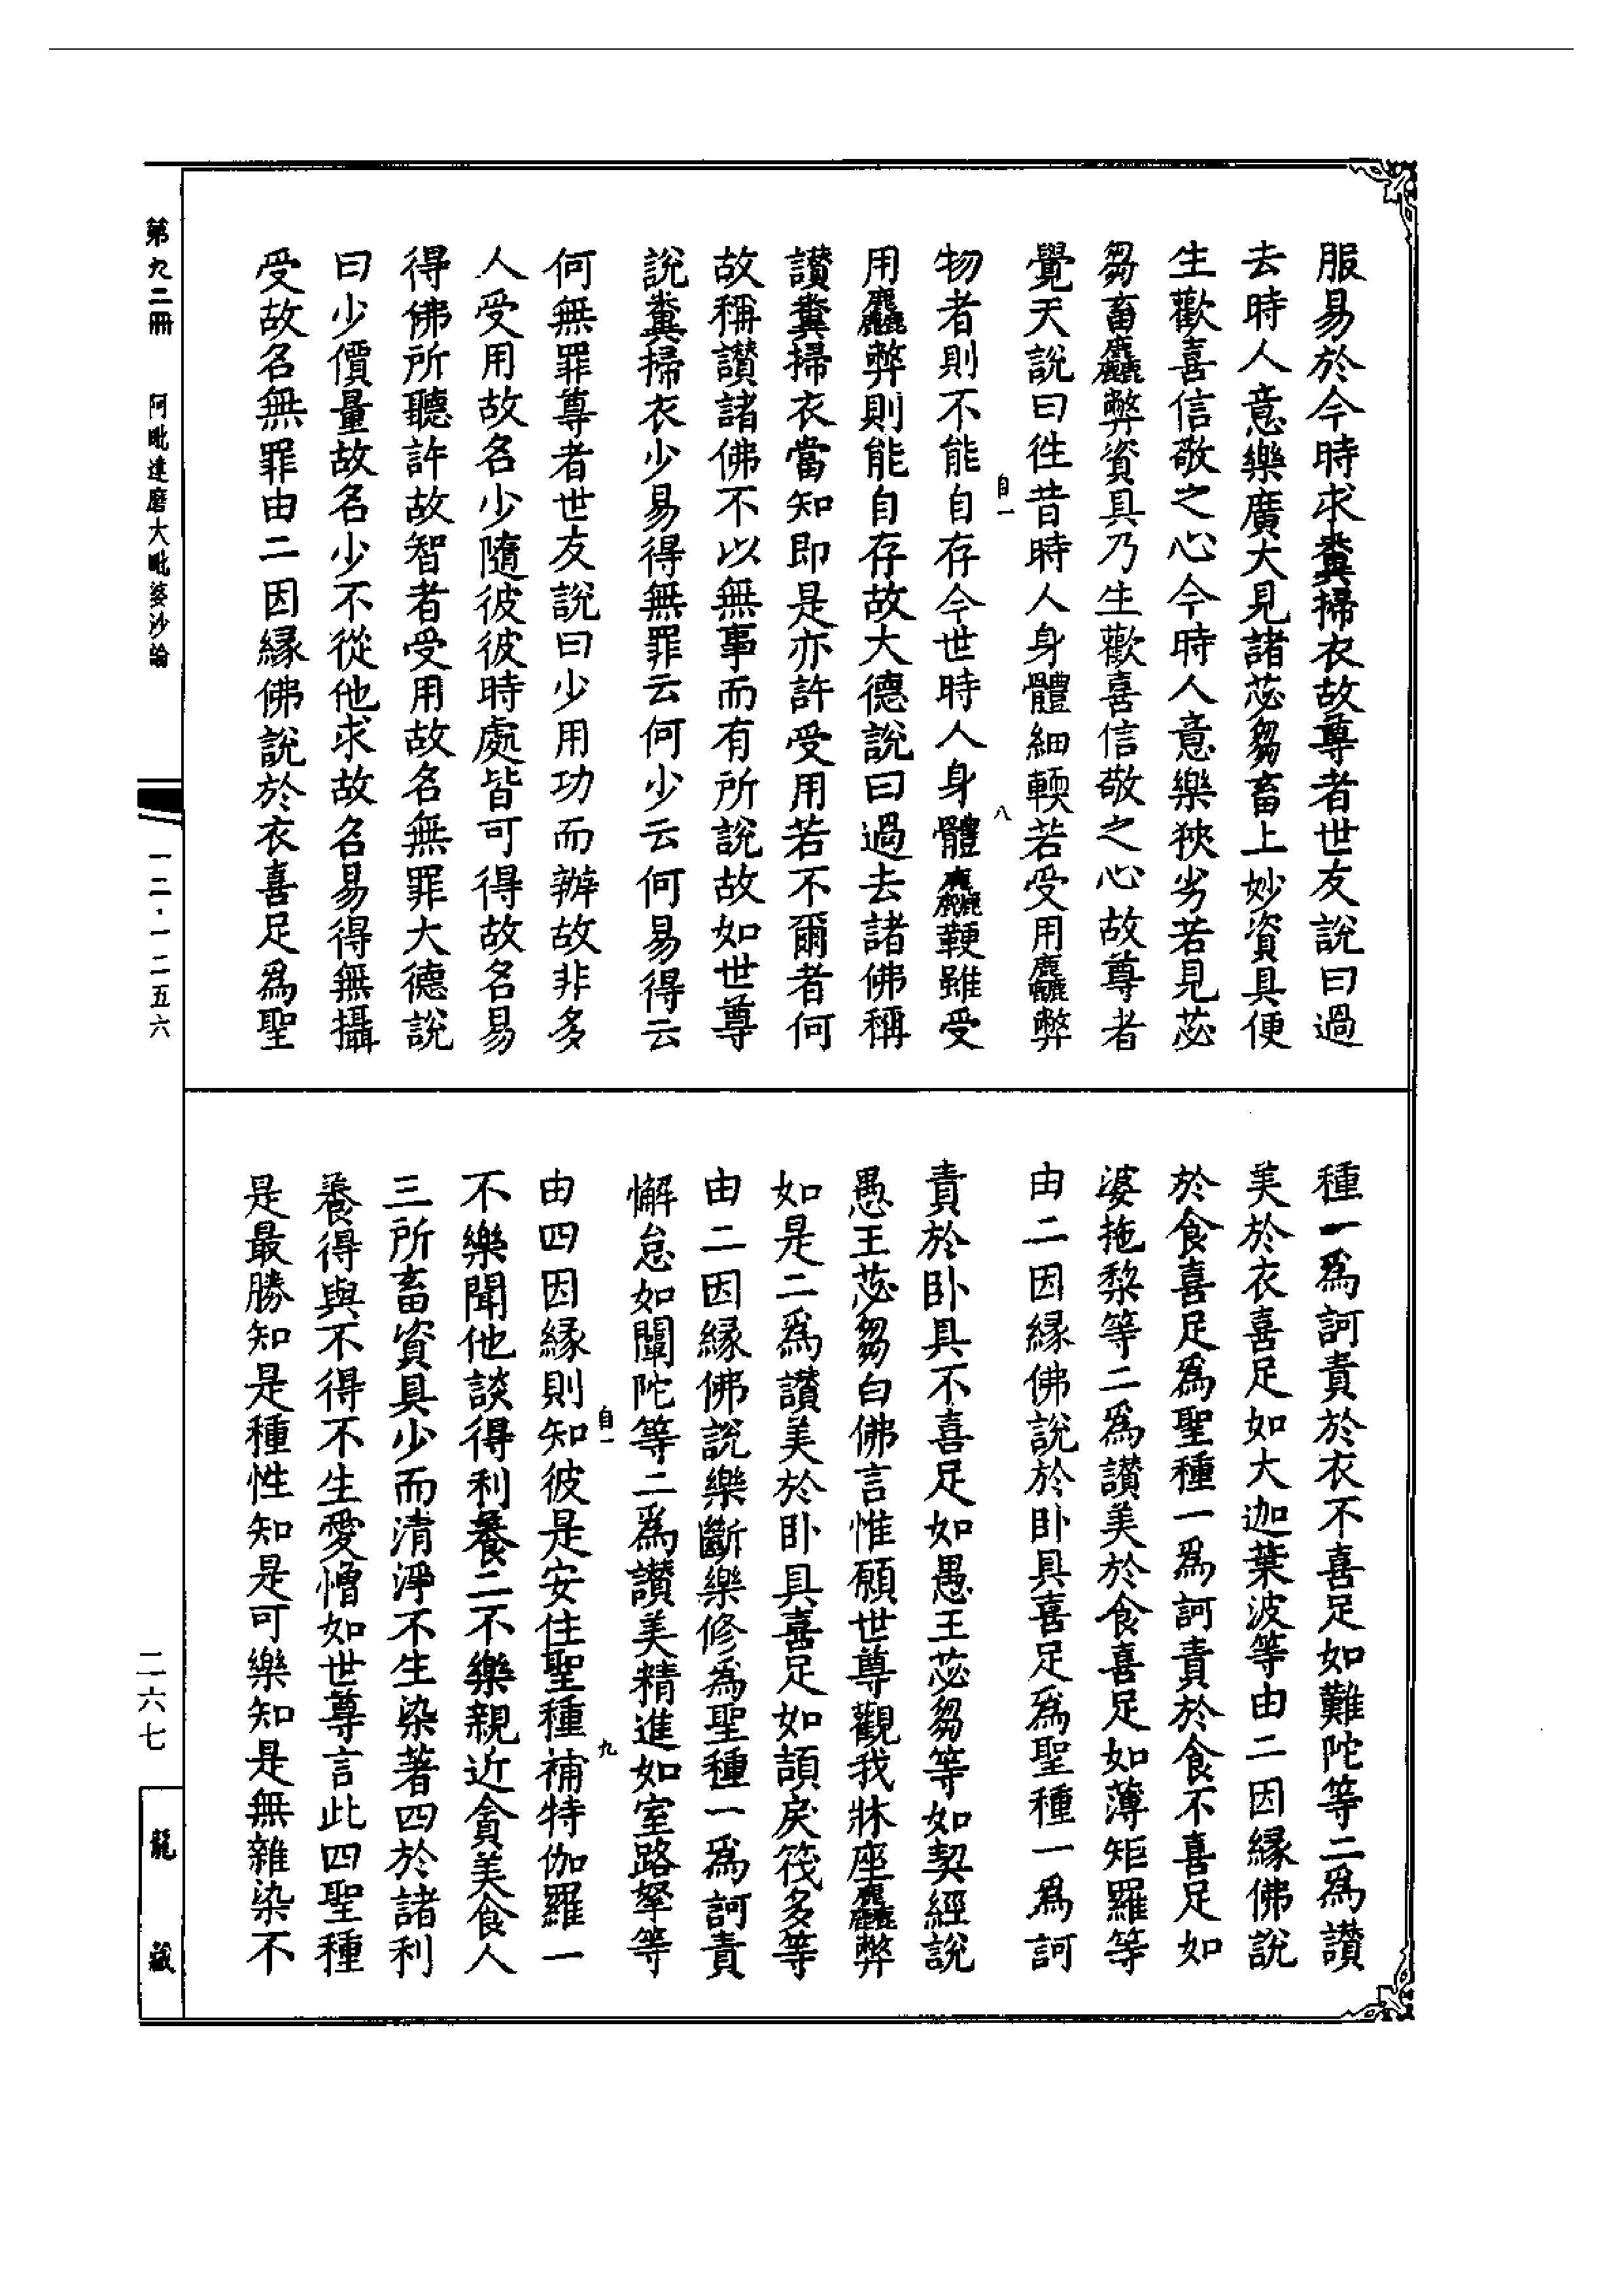 服易於今時求糞掃衣故尊者世友說曰過
去時人意樂廣大見諸苾芻畜上妙資具便
生歡喜信敬之心今時人意樂狹劣若見苾
芻畜麤弊資具乃生歡喜信敬之心故尊者
覺天說曰徃昔時人身體細輭若受用麤弊
自一
八
物者則不能自存今世時人身體麤鞕雖受
用麤弊則能自存故大德說曰過去諸佛稱
讃糞掃衣當知即是亦許受用若不爾者何
故稱讃諸佛不以無事而有所說故如世尊
說糞掃衣少易得無罪云何少云何易得云
何無罪尊者世友說曰少用功而辦故非多
人受用故名少隨彼彼時處皆可得故名易
得佛所聽許故智者受用故名無罪大德說
曰少價量故名少不從他求故名易得無攝
受故名無罪由二因緣佛說於衣喜足爲聖
種一爲訶責於衣不喜足如難陀等二爲讃
美於衣喜足如大迦葉波等由二因緣佛說
於食喜足爲聖種一爲訶責於食不喜足如
婆拖棃等二爲讃美於食喜足如薄矩羅等
由二因緣佛說於卧具喜足爲聖種一爲訶
責於卧具不喜足如愚王苾芻等如契經說
愚王苾芻白佛言惟願世尊觀我牀座麤弊
如是二爲讃美於卧具喜足如頡戾筏多等
由二因緣佛說樂斷樂修爲聖種一爲訶責
懈怠如闡陀等二爲讃美精進如室路拏等
自一
九
由四因緣則知彼是安住聖種補特伽羅一
不樂聞他談得利養二不樂親近貪美食人
三所畜資具少而清淨不生染著四於諸利
養得與不得不生愛憎如世尊言此四聖種
是最勝知是種性知是可樂知是無雜染不
第九二冊 阿毗達磨大毗婆沙論
一二·一二五六
二六七
龍藏